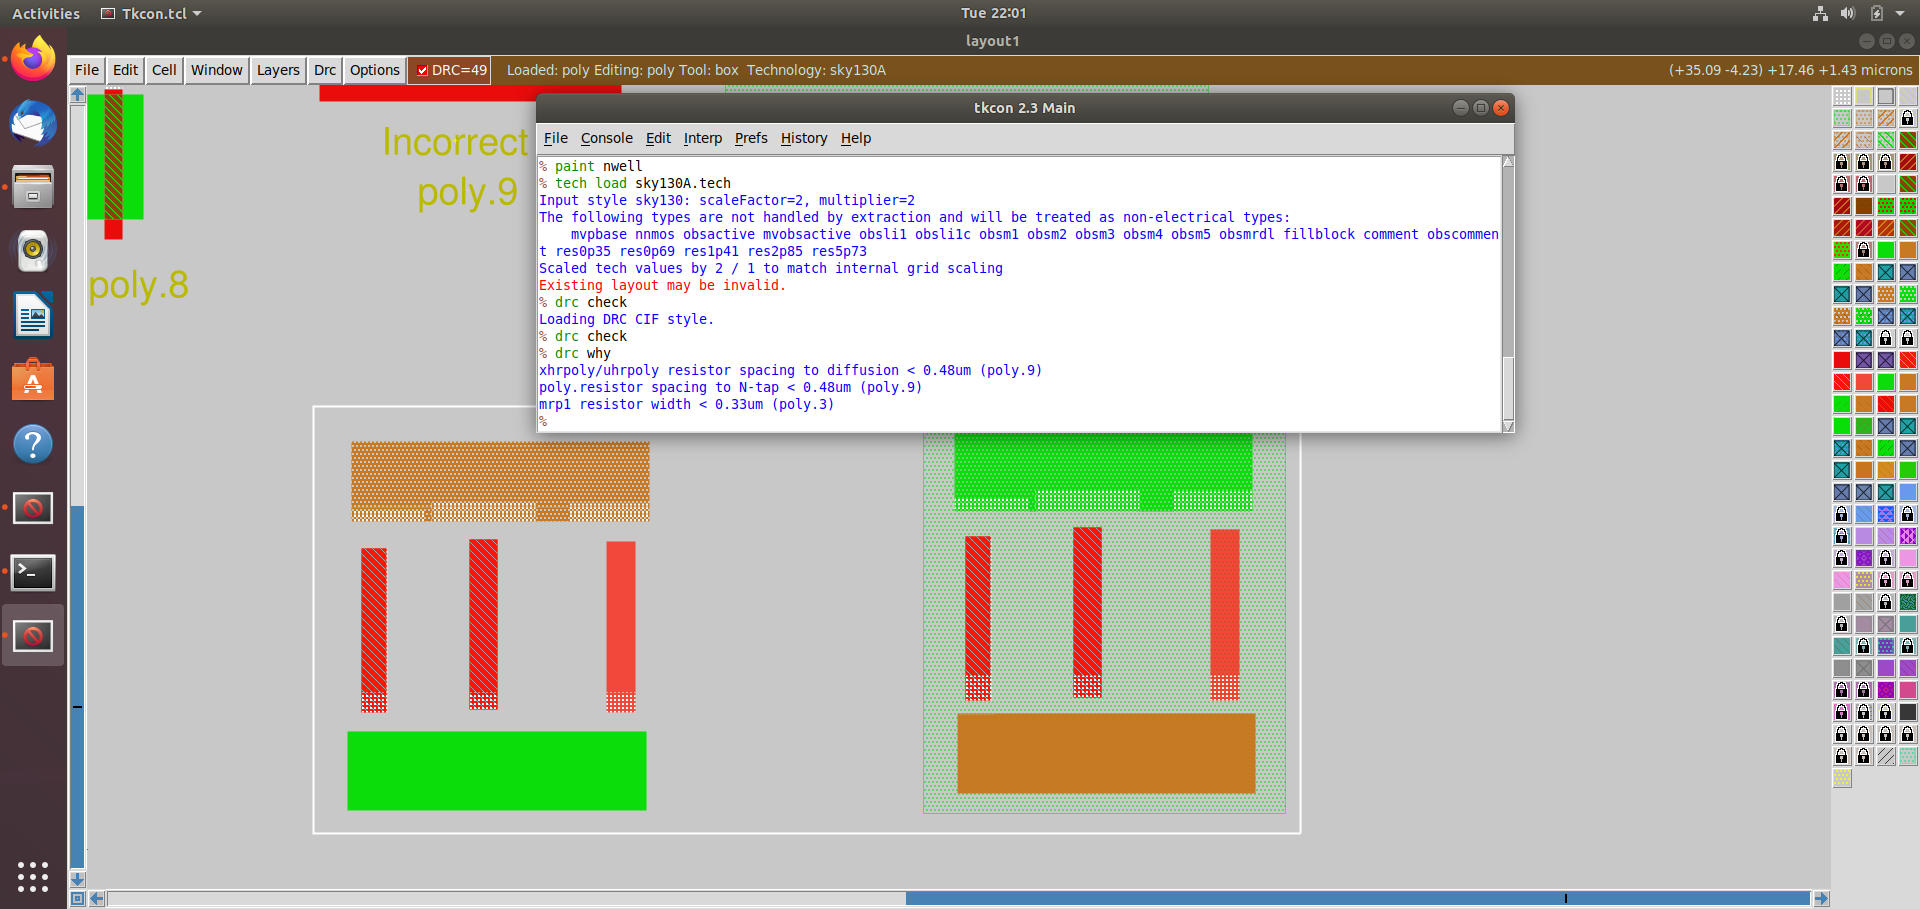 Activities
Tkcon.tcl
Tue 22:01
layout1
File Edit Cell Window Layers Drc Options DRC=49 Loaded: poly Editing: poly Tool: box Technology: sky130A (+35.09 -4.23) +17.46 +1.43 microns
Incorrect
poly.9
poly.8
tkcon 2.3 Main
File Console Edit Interp Prefs History Help
% paint nwell
% tech load sky130A.tech
Input style sky130: scaleFactor=2, multiplier=2
The following types are not handled by extraction and will be treated as non-electrical types:
mvpbase nnmos obsactive mvobsactive obsli1 obsli1c obsm1 obsm2 obsm3 obsm4 obsm5 obsmrdl fillblock comment obscommen
t res0p35 res0p69 res1p41 res2p85 res5p73
Scaled tech values by 2 / 1 to match internal grid scaling
Existing layout may be invalid.
% drc check
Loading DRC CIF style.
% drc check
% drc why
xhrpoly/uhrpoly resistor spacing to diffusion < 0.48um (poly.9)
poly.resistor spacing to N-tap < 0.48um (poly.9)
mrp1 resistor width < 0.33um (poly.3)
%